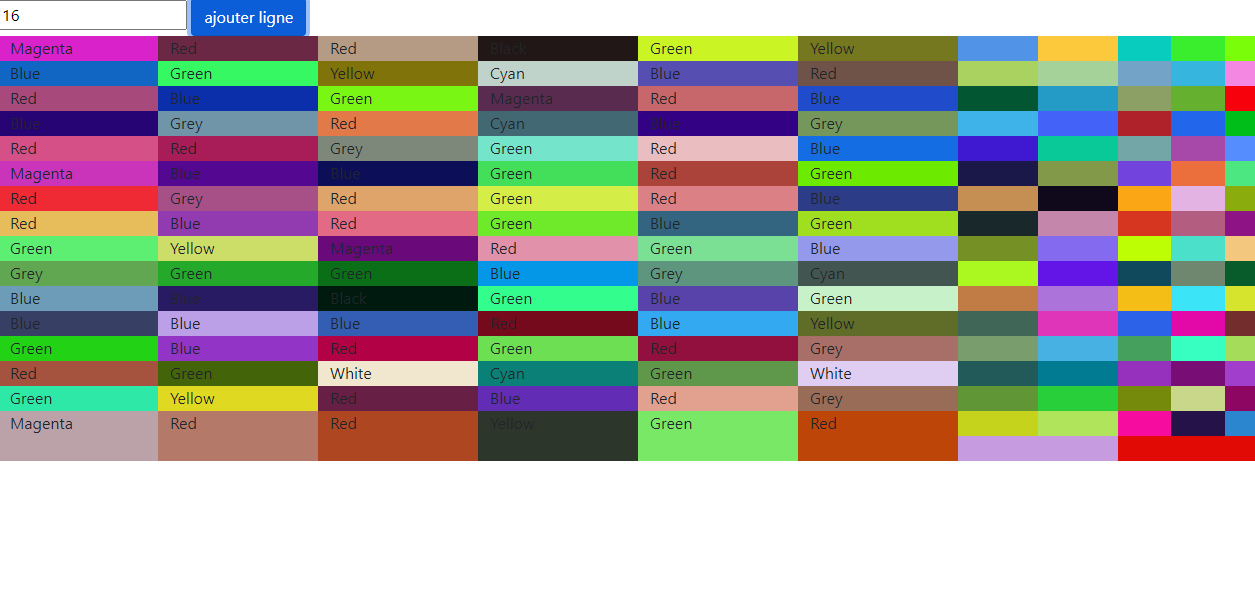 16 ajouter ligne
Magenta Red Red Black Green Yellow
Blue Green Yellow Cyan Blue Red
Red Blue Green Magenta Red Blue
Blue Grey Red Cyan Blue Grey
Red Red Grey Green Red Blue
Magenta Blue Blue Green Red Green
Red Grey Red Green Red Blue
Red Blue Red Green Blue Green
Green Yellow Magenta Red Green Blue
Grey Green Green Blue Grey Cyan
Blue Blue Black Green Blue Green
Blue Blue Blue Red Blue Yellow
Green Blue Red Green Red Grey
Red Green White Cyan Green White
Green Yellow Red Blue Red Grey
Magenta Red Red Yellow Green Red